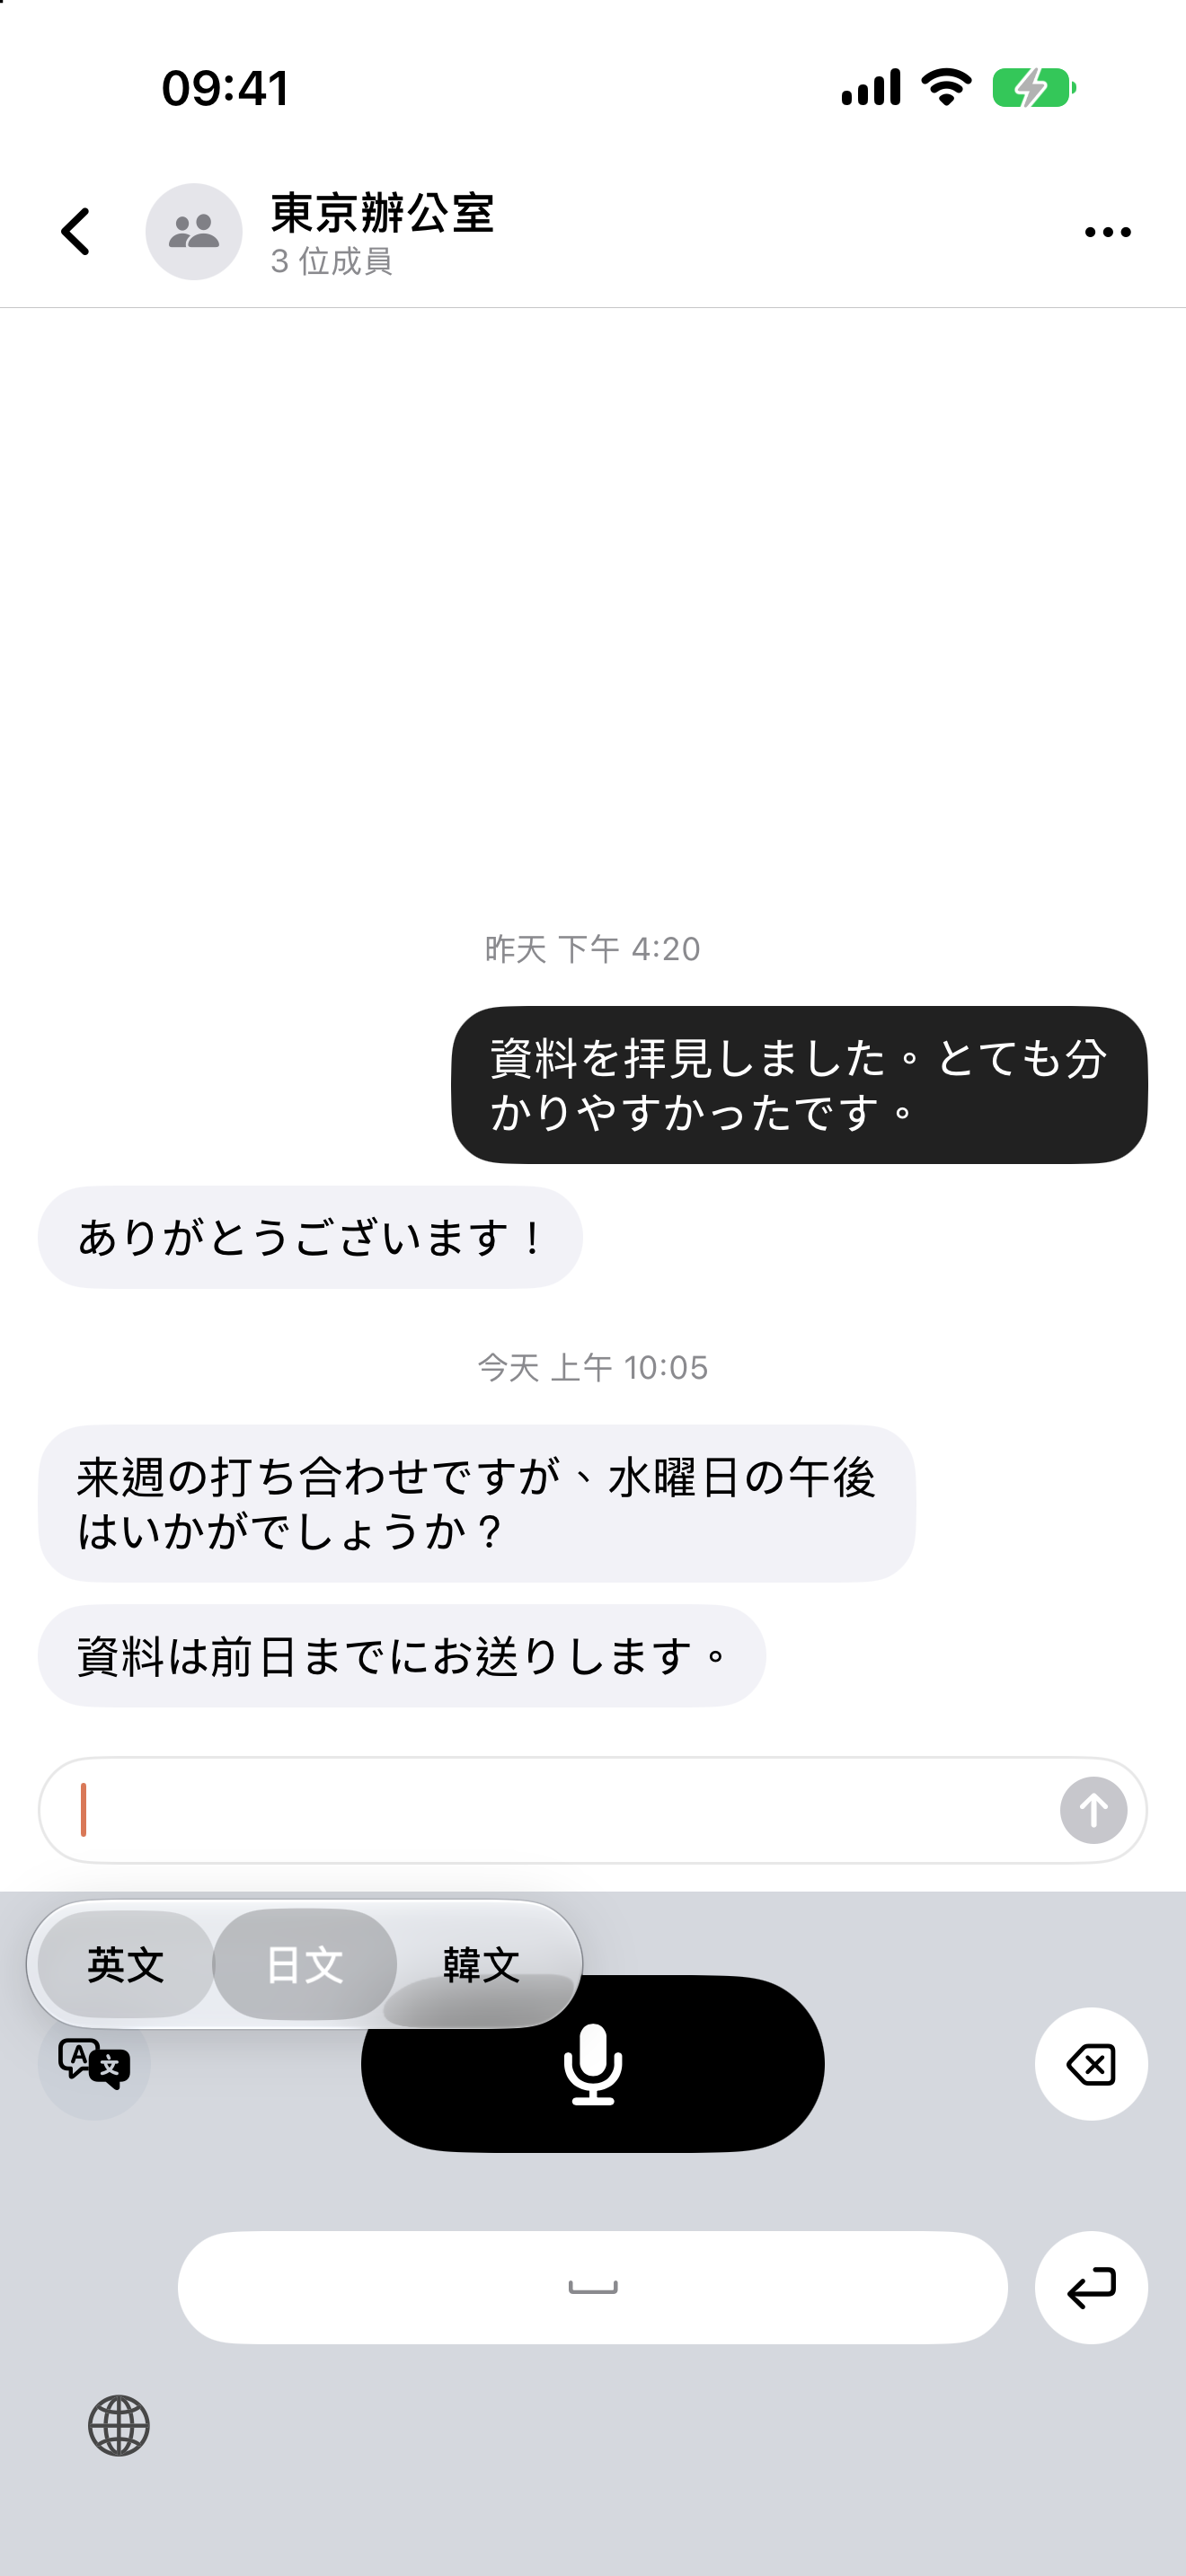 09:41
東京辦公室
3 位成員
昨天 下午 4:20
資料を拝見しました。とても分
かりやすかったです。
ありがとうございます！
今天 上午 10:05
来週の打ち合わせですが、水曜日の午後
はいかがでしょうか？
資料は前日までにお送りします。
英文 日文 韓文
A 文